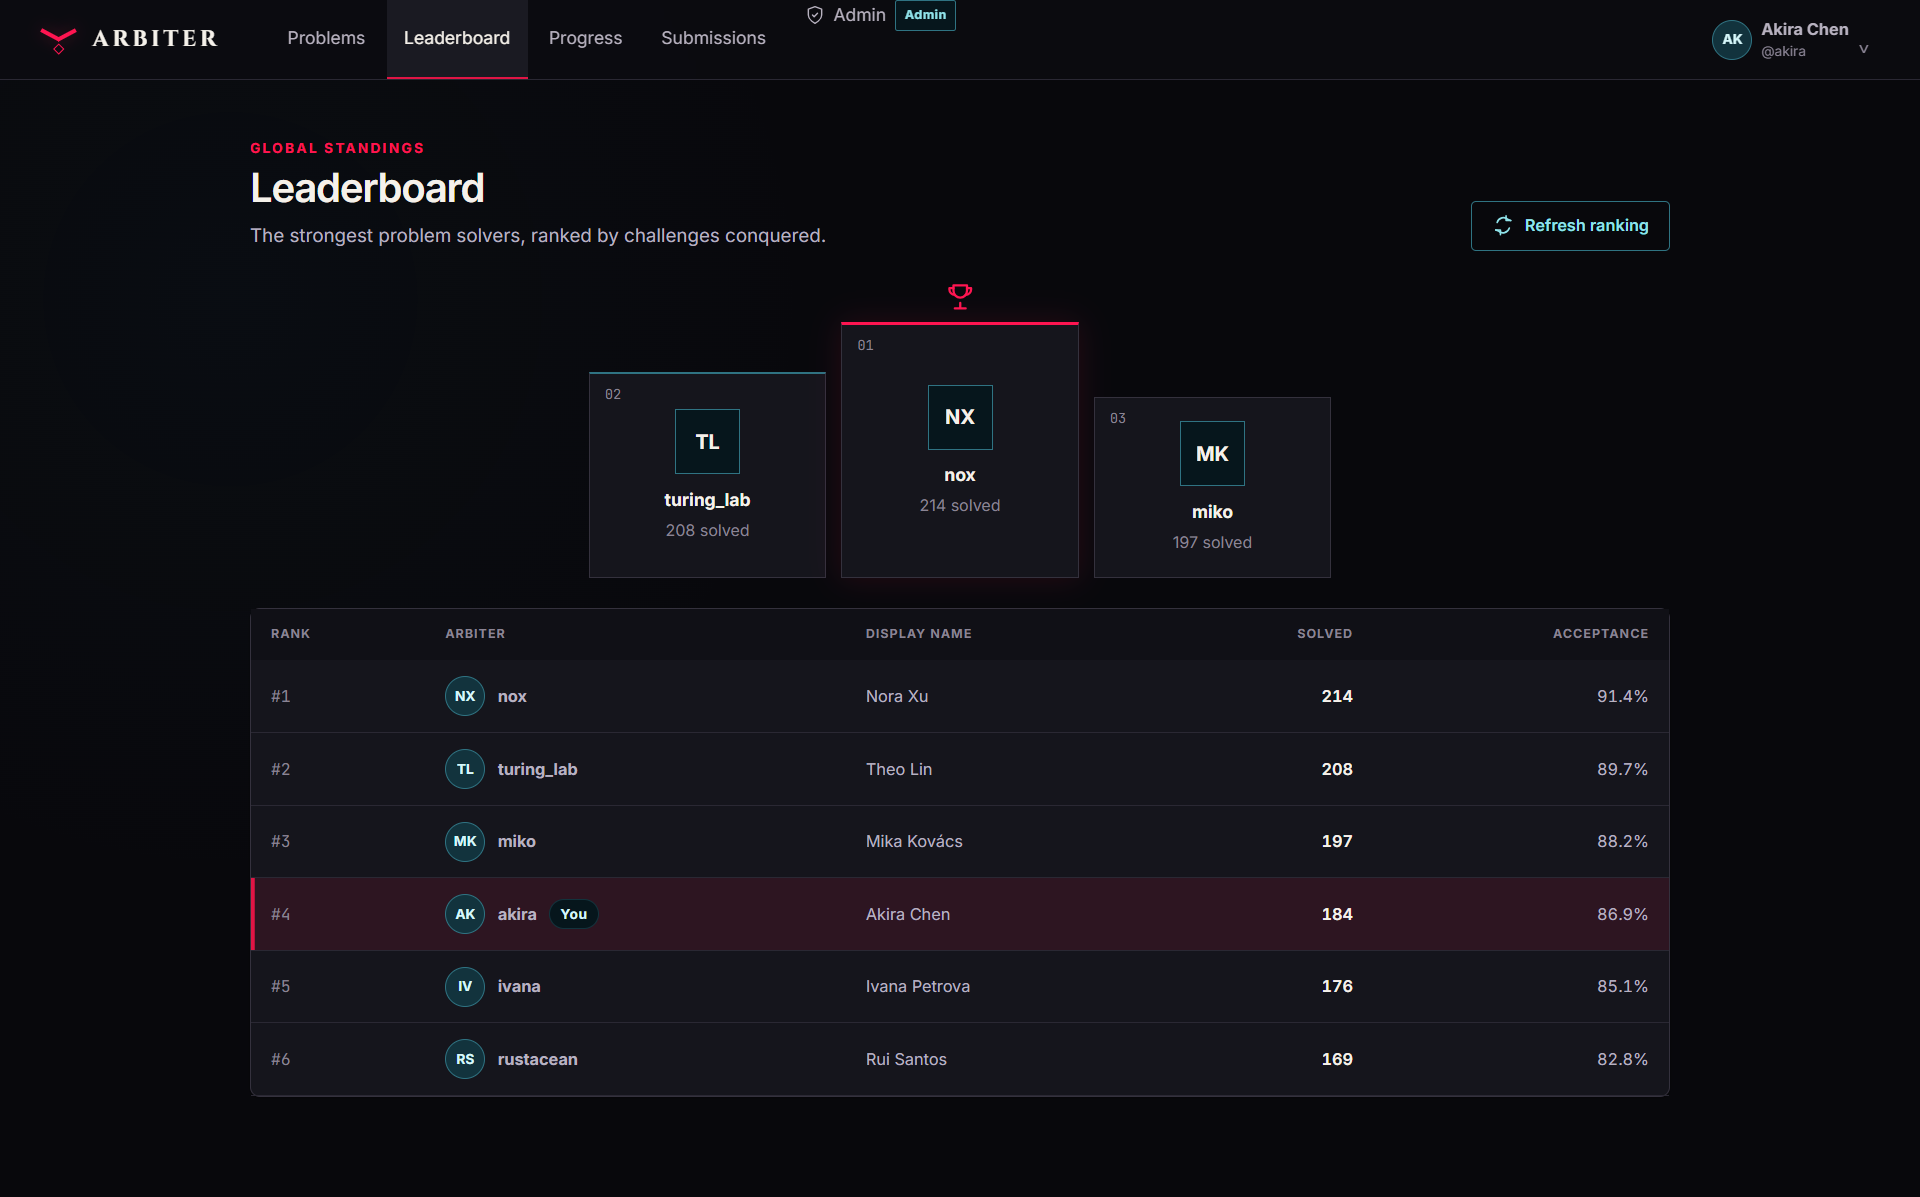 ARBITER
Problems
Leaderboard
Progress
Submissions
Admin
Admin
AK
Akira Chen
@akira
GLOBAL STANDINGS
Leaderboard
The strongest problem solvers, ranked by challenges conquered.
Refresh ranking
02
TL
turing_lab
208 solved
01
NX
nox
214 solved
03
MK
miko
197 solved
RANK ARBITER DISPLAY NAME SOLVED ACCEPTANCE
#1 NX nox Nora Xu 214 91.4%
#2 TL turing_lab Theo Lin 208 89.7%
#3 MK miko Mika Kovács 197 88.2%
#4 AK akira You Akira Chen 184 86.9%
#5 IV ivana Ivana Petrova 176 85.1%
#6 RS rustacean Rui Santos 169 82.8%